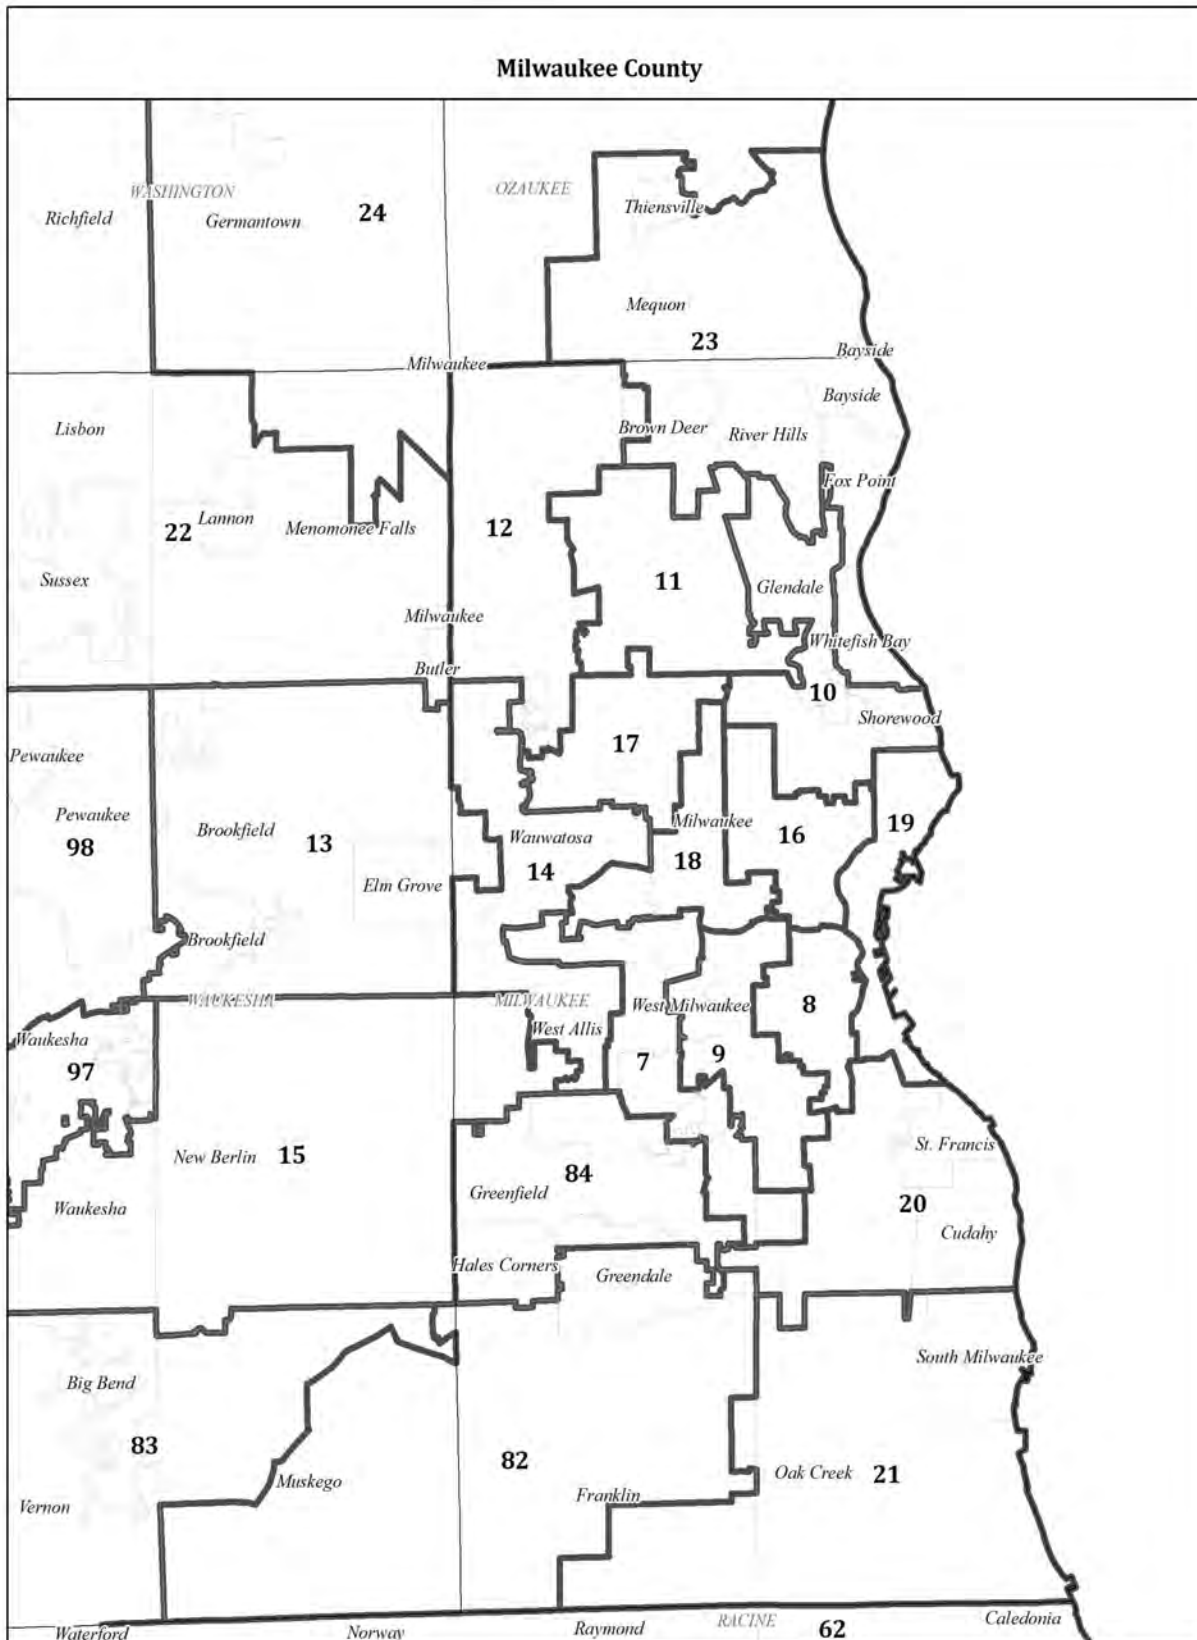 Milwaukee County
WASHINGTON
OZAUKEE
Richfield
Germantown
24
Thiensville
Mequon
23
Milwaukee
Bayside
Bayside
Lisbon
Brown Deer
River Hills
Fox Point
22
Lannon
Menomonee Falls
12
Sussex
11
Glendale
Milwaukee
Whitefish Bay
Butler
10
Shorewood
Pewaukee
17
Pewaukee
98
Brookfield
13
Wauwatosa
Milwaukee
16
19
Elm Grove
14
18
Brookfield
WAUKESHA
MILWAUKEE
West Milwaukee
8
Waukesha
West Allis
97
7
9
New Berlin
15
St. Francis
Waukesha
Greenfield
84
20
Cudahy
Hales Corners
Greendale
Big Bend
South Milwaukee
83
82
Muskego
Oak Creek
21
Vernon
Franklin
Waterford
Norway
Raymond
RACINE
62
Caledonia